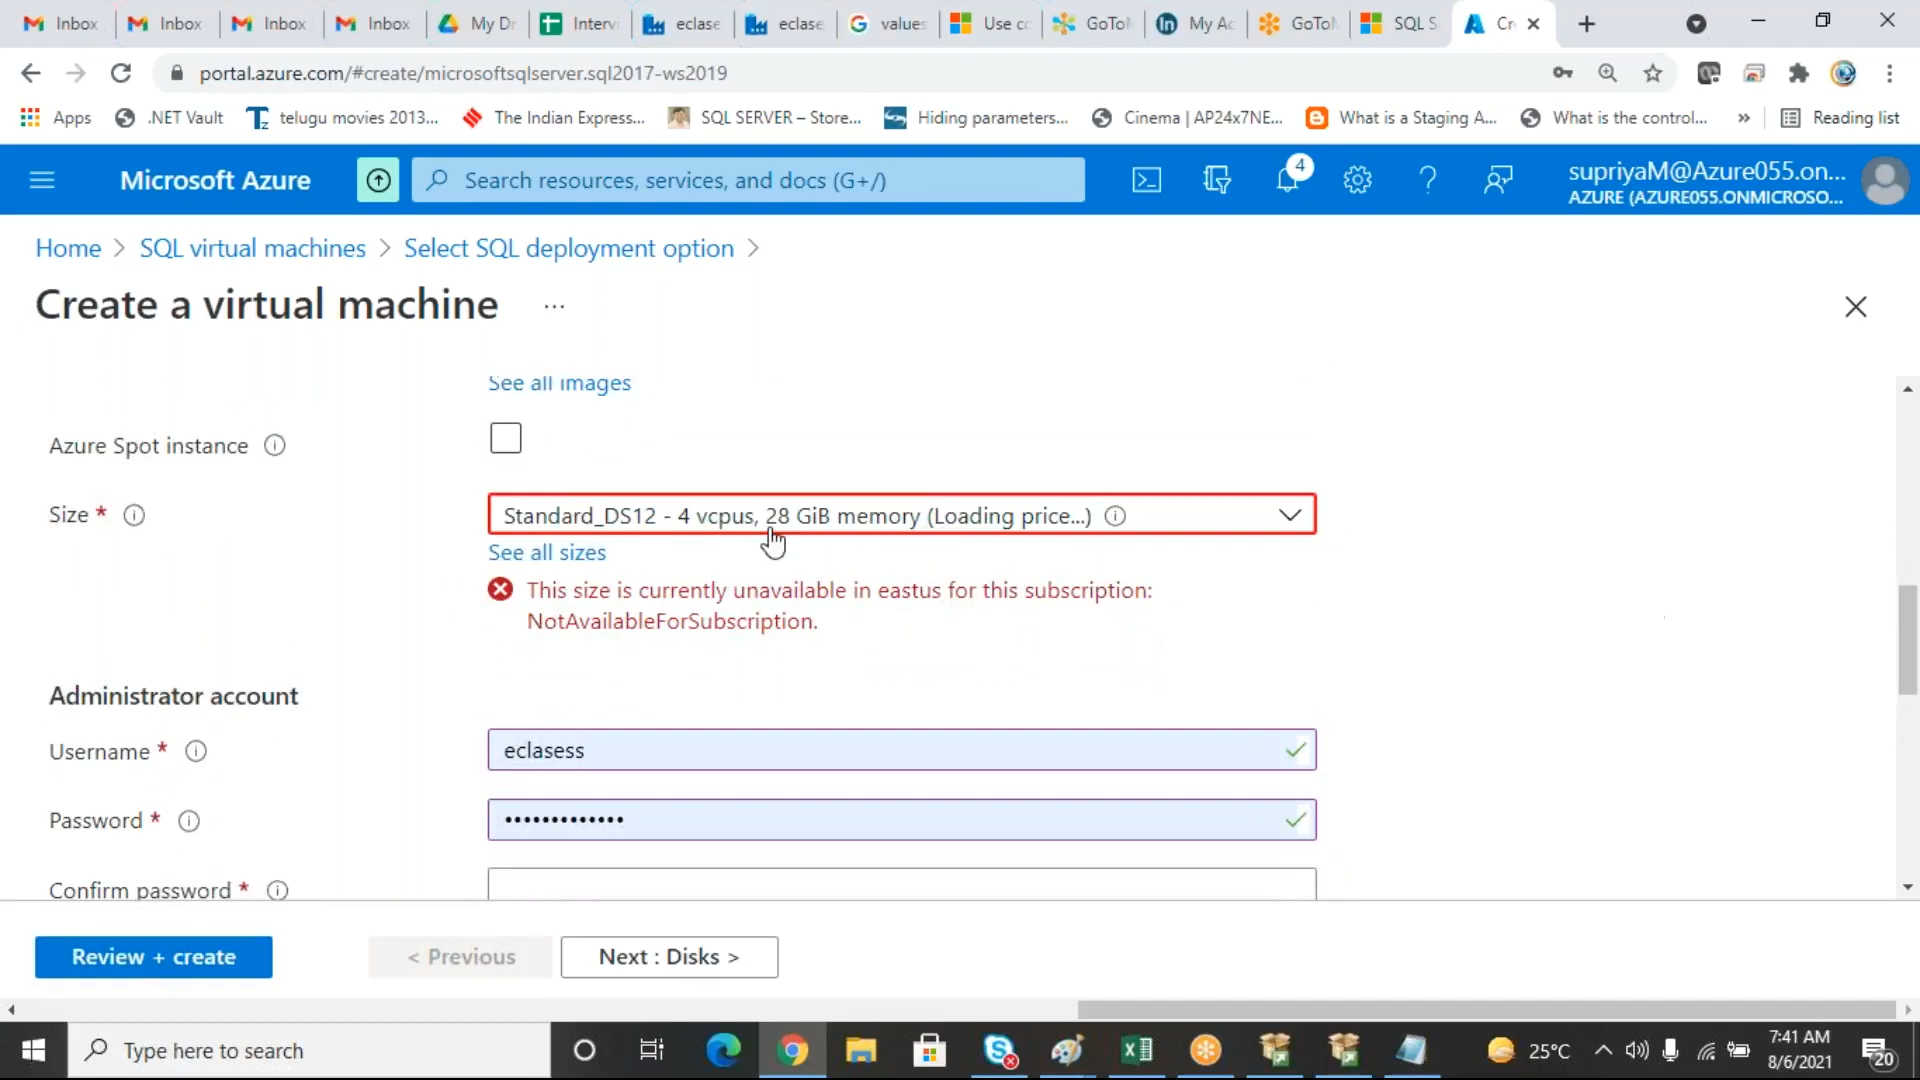 Inbox
Inbox
Inbox
Inbox
My Dr
Intervi
eclase
eclase
values
Use co
GoToM
My Ac
GoToM
SQL S
Cr
portal.azure.com/#create/microsoftsqlserver.sql2017-ws2019
Apps
.NET Vault
telugu movies 2013...
The Indian Express...
SQL SERVER – Store...
Hiding parameters...
Cinema | AP24x7NE...
What is a Staging A...
What is the control...
»
Reading list
Microsoft Azure
Search resources, services, and docs (G+/)
4
supriyaM@Azure055.on...
AZURE (AZURE055.ONMICROSO...
Home > SQL virtual machines > Select SQL deployment option >
Create a virtual machine ...
See all images
Azure Spot instance
Size *
Standard_DS12 - 4 vcpus, 28 GiB memory (Loading price...)
See all sizes
This size is currently unavailable in eastus for this subscription:
NotAvailableForSubscription.
Administrator account
Username *
eclasess
Password *
•••••••••••••
Confirm password *
Review + create
< Previous
Next : Disks >
Type here to search
25°C
7:41 AM
8/6/2021
20